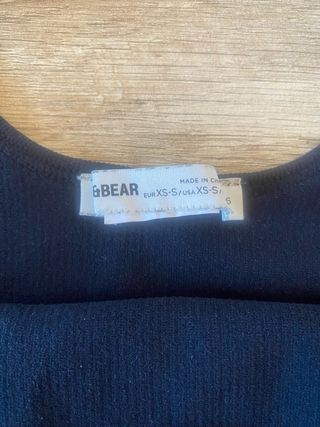 &BEAR
MADE IN CH
EUR XS-S / USA XS-S /
6